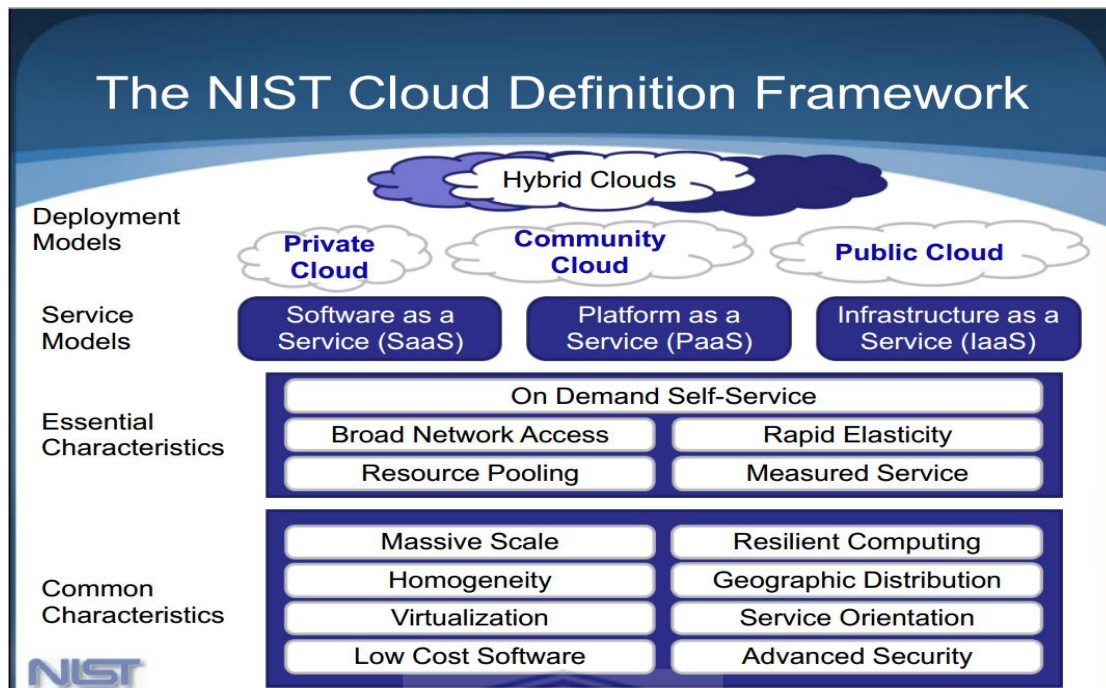 The NIST Cloud Definition Framework
Hybrid Clouds
Deployment
Models
Private
Cloud
Community
Cloud
Public Cloud
Service
Models
Software as a
Service (SaaS)
Platform as a
Service (PaaS)
Infrastructure as a
Service (IaaS)
Essential
Characteristics
On Demand Self-Service
Broad Network Access
Rapid Elasticity
Resource Pooling
Measured Service
Common
Characteristics
Massive Scale
Resilient Computing
Homogeneity
Geographic Distribution
Virtualization
Service Orientation
Low Cost Software
Advanced Security
NIST